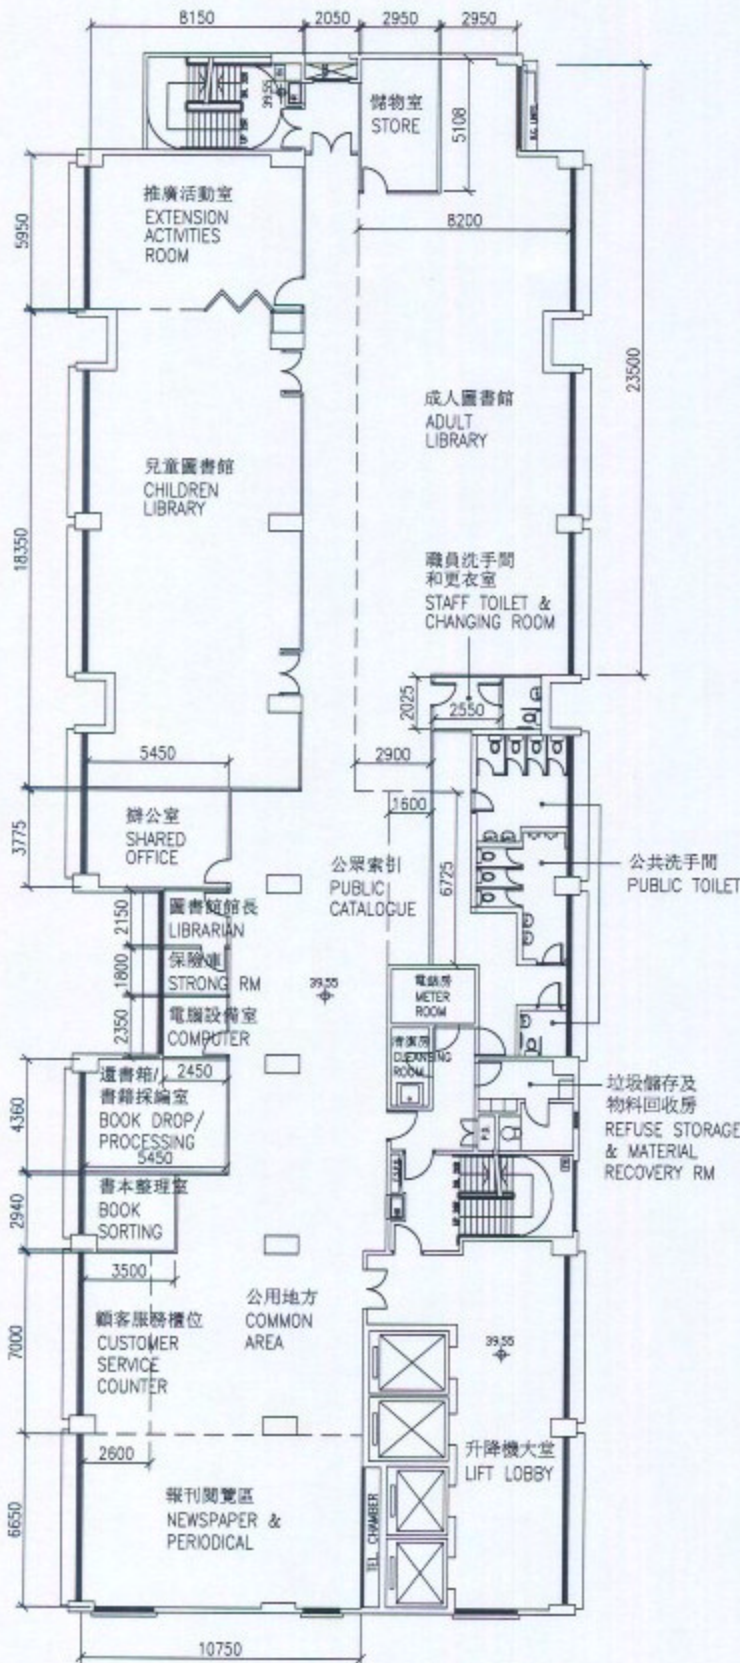 8150
2050
2950
2950
39.55
儲物室
STORE
5108
推廣活動室
EXTENSION
ACTIVITIES
ROOM
5950
8200
23500
成人圖書館
ADULT
LIBRARY
兒童圖書館
CHILDREN
LIBRARY
18350
職員洗手間
和更衣室
STAFF TOILET &
CHANGING ROOM
2025
2550
5450
2900
1600
3775
辦公室
SHARED
OFFICE
公眾索引
PUBLIC
CATALOGUE
6725
公共洗手間
PUBLIC TOILET
2150
圖書館館長
LIBRARIAN
1800
保險庫
STRONG RM
39.55
METER
ROOM
2350
電腦設備室
COMPUTER
清潔房
CLEANSING
ROOM
2450
4360
還書箱/
書籍採編室
BOOK DROP/
PROCESSING
5450
垃圾儲存及
物料回收房
REFUSE STORAGE
& MATERIAL
RECOVERY RM
P.D.
2940
書本整理室
BOOK
SORTING
3500
7000
顧客服務櫃位
CUSTOMER
SERVICE
COUNTER
公用地方
COMMON
AREA
39.55
2600
升降機大堂
LIFT LOBBY
6650
報刊閱覽區
NEWSPAPER &
PERIODICAL
TEL. CHAMBER
10750